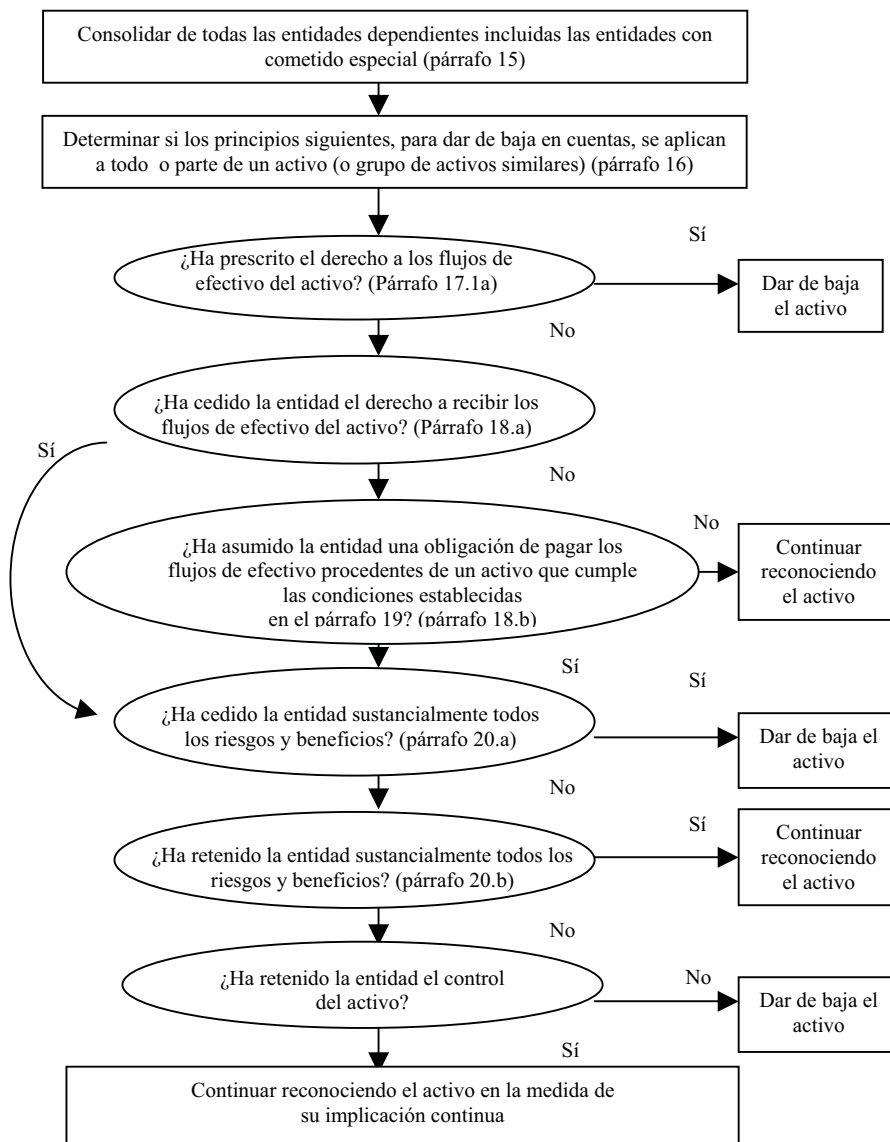 Consolidar de todas las entidades dependientes incluidas las entidades con
cometido especial (párrafo 15)
Determinar si los principios siguientes, para dar de baja en cuentas, se aplican
a todo o parte de un activo (o grupo de activos similares) (párrafo 16)
¿Ha prescrito el derecho a los flujos de
efectivo del activo? (Párrafo 17.1a)
Sí
Dar de baja
el activo
No
¿Ha cedido la entidad el derecho a recibir los
flujos de efectivo del activo? (Párrafo 18.a)
Sí
No
¿Ha asumido la entidad una obligación de pagar los
flujos de efectivo procedentes de un activo que cumple
las condiciones establecidas
en el párrafo 19? (párrafo 18.b)
No
Continuar
reconociendo
el activo
Sí
¿Ha cedido la entidad sustancialmente todos
los riesgos y beneficios? (párrafo 20.a)
Sí
Dar de baja el
activo
No
¿Ha retenido la entidad sustancialmente todos los
riesgos y beneficios? (párrafo 20.b)
Sí
Continuar
reconociendo
el activo
No
¿Ha retenido la entidad el control
del activo?
No
Dar de baja el
activo
Sí
Continuar reconociendo el activo en la medida de
su implicación continua